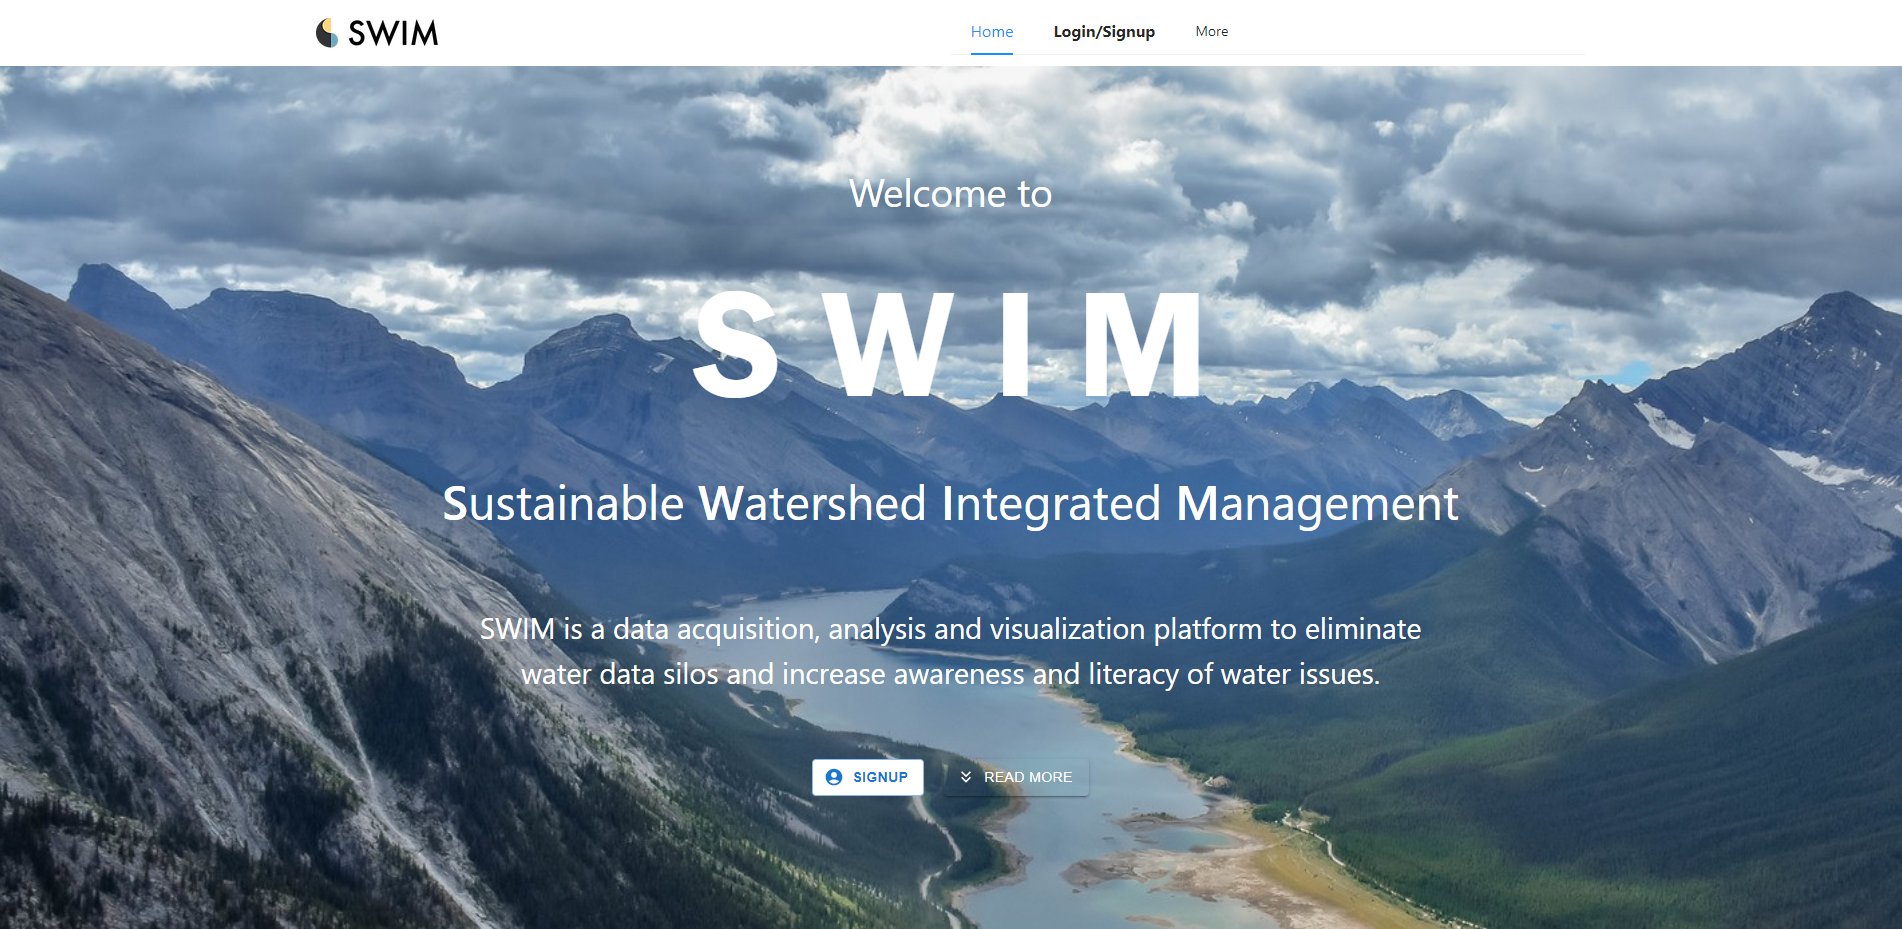 SWIM
Home
Login/Signup
More
Welcome to
SWIM
Sustainable Watershed Integrated Management
SWIM is a data acquisition, analysis and visualization platform to eliminate
water data silos and increase awareness and literacy of water issues.
SIGNUP
READ MORE